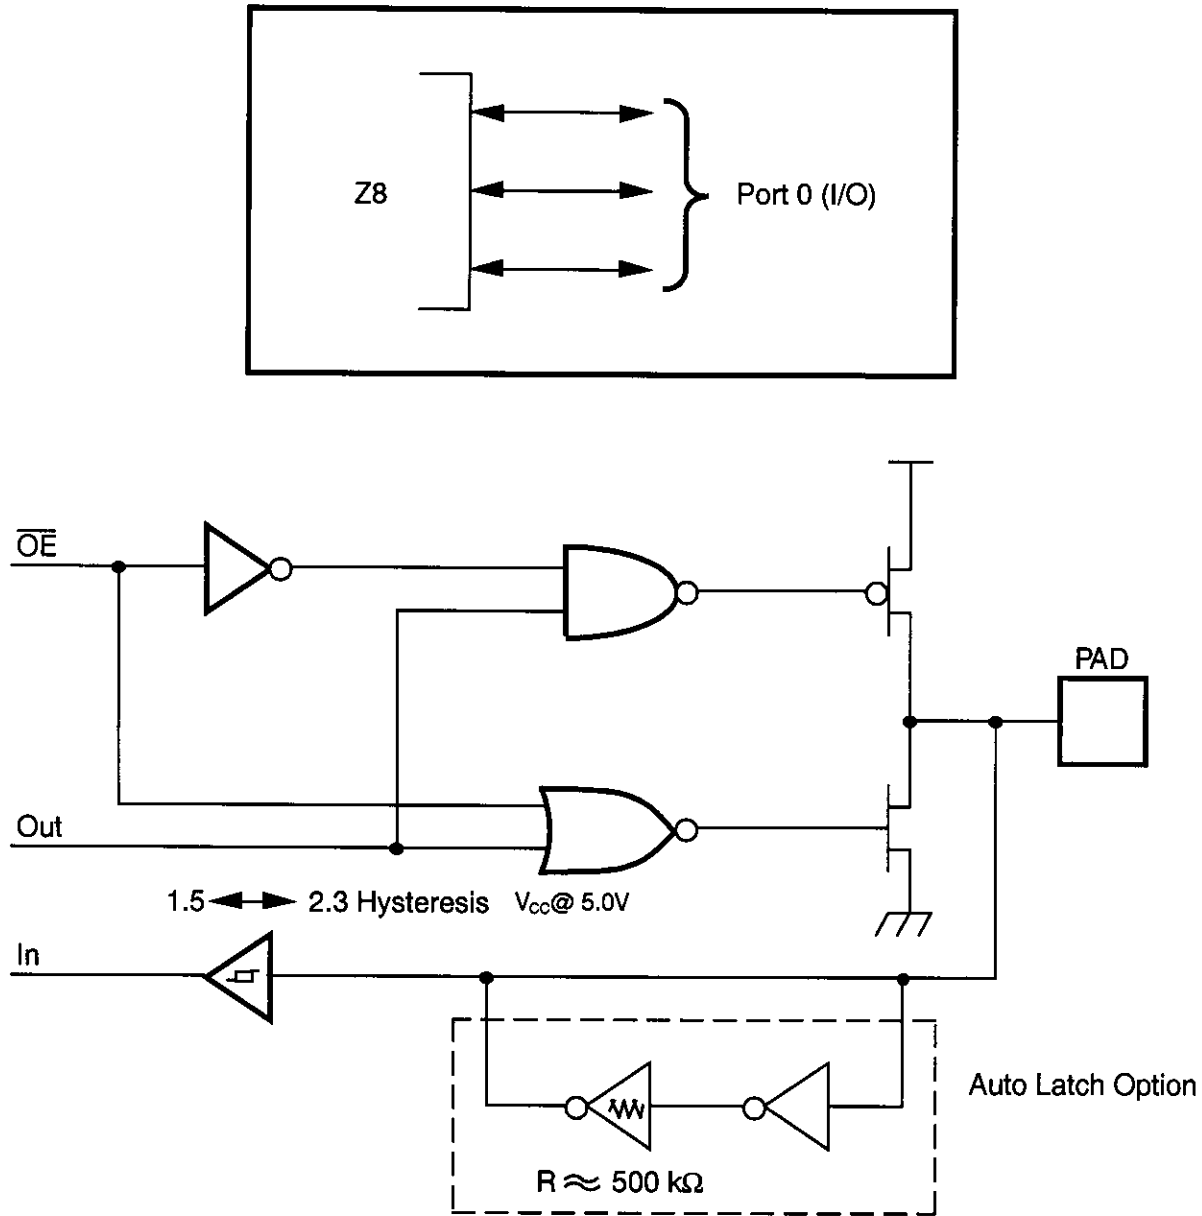 Z8
Port 0 (I/O)
OE
PAD
Out
1.5 2.3 Hysteresis VCC@ 5.0V
In
Auto Latch Option
R ≈ 500 kΩ